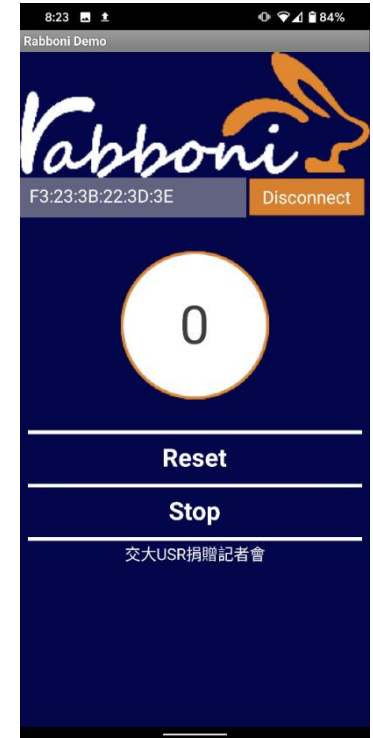 8:23 84%
Rabboni Demo
rabboni
F3:23:3B:22:3D:3E Disconnect
0
Reset
Stop
交大USR捐贈記者會